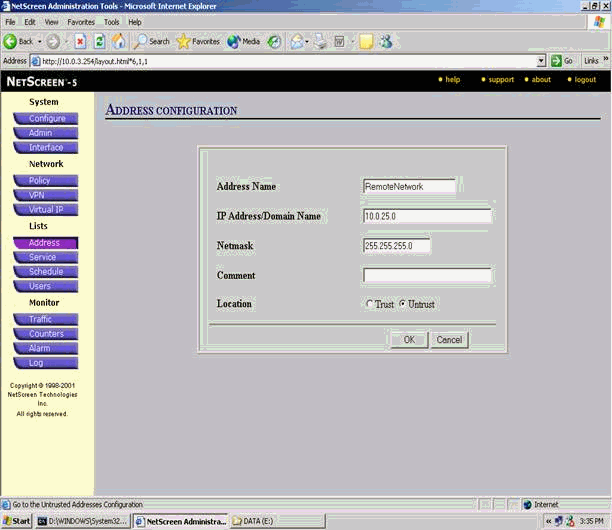 NetScreen Administration Tools - Microsoft Internet Explorer
File Edit View Favorites Tools Help
Back Search Favorites Media
Address http://10.0.3.254/layout.html*6,1,1 Go Links »
NETSCREEN™-5 help support about logout
System
Configure
Admin
Interface
Network
Policy
VPN
Virtual IP
Lists
Address
Service
Schedule
Users
Monitor
Traffic
Counters
Alarm
Log
Copyright © 1998-2001
NetScreen Technologies
Inc.
All rights reserved.
ADDRESS CONFIGURATION
Address Name RemoteNetwork
IP Address/Domain Name 10.0.25.0
Netmask 255.255.255.0
Comment
Location Trust Untrust
OK Cancel
Go to the Untrusted Addresses Configuration. Internet
Start D:\WINDOWS\System32... NetScreen Administra... DATA (E:) « 3:35 PM